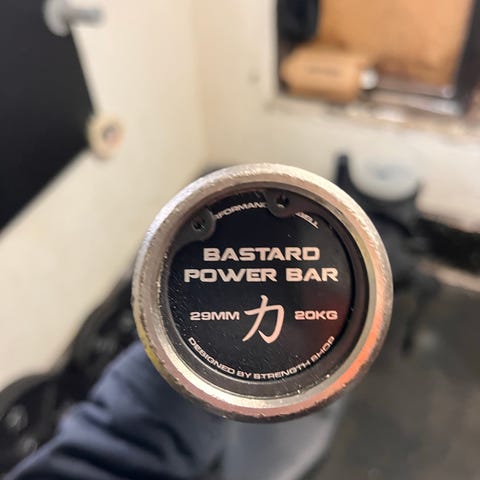 BASTARD
POWER BAR
29MM 力 20KG
DESIGNED BY STRENGTH SHOP